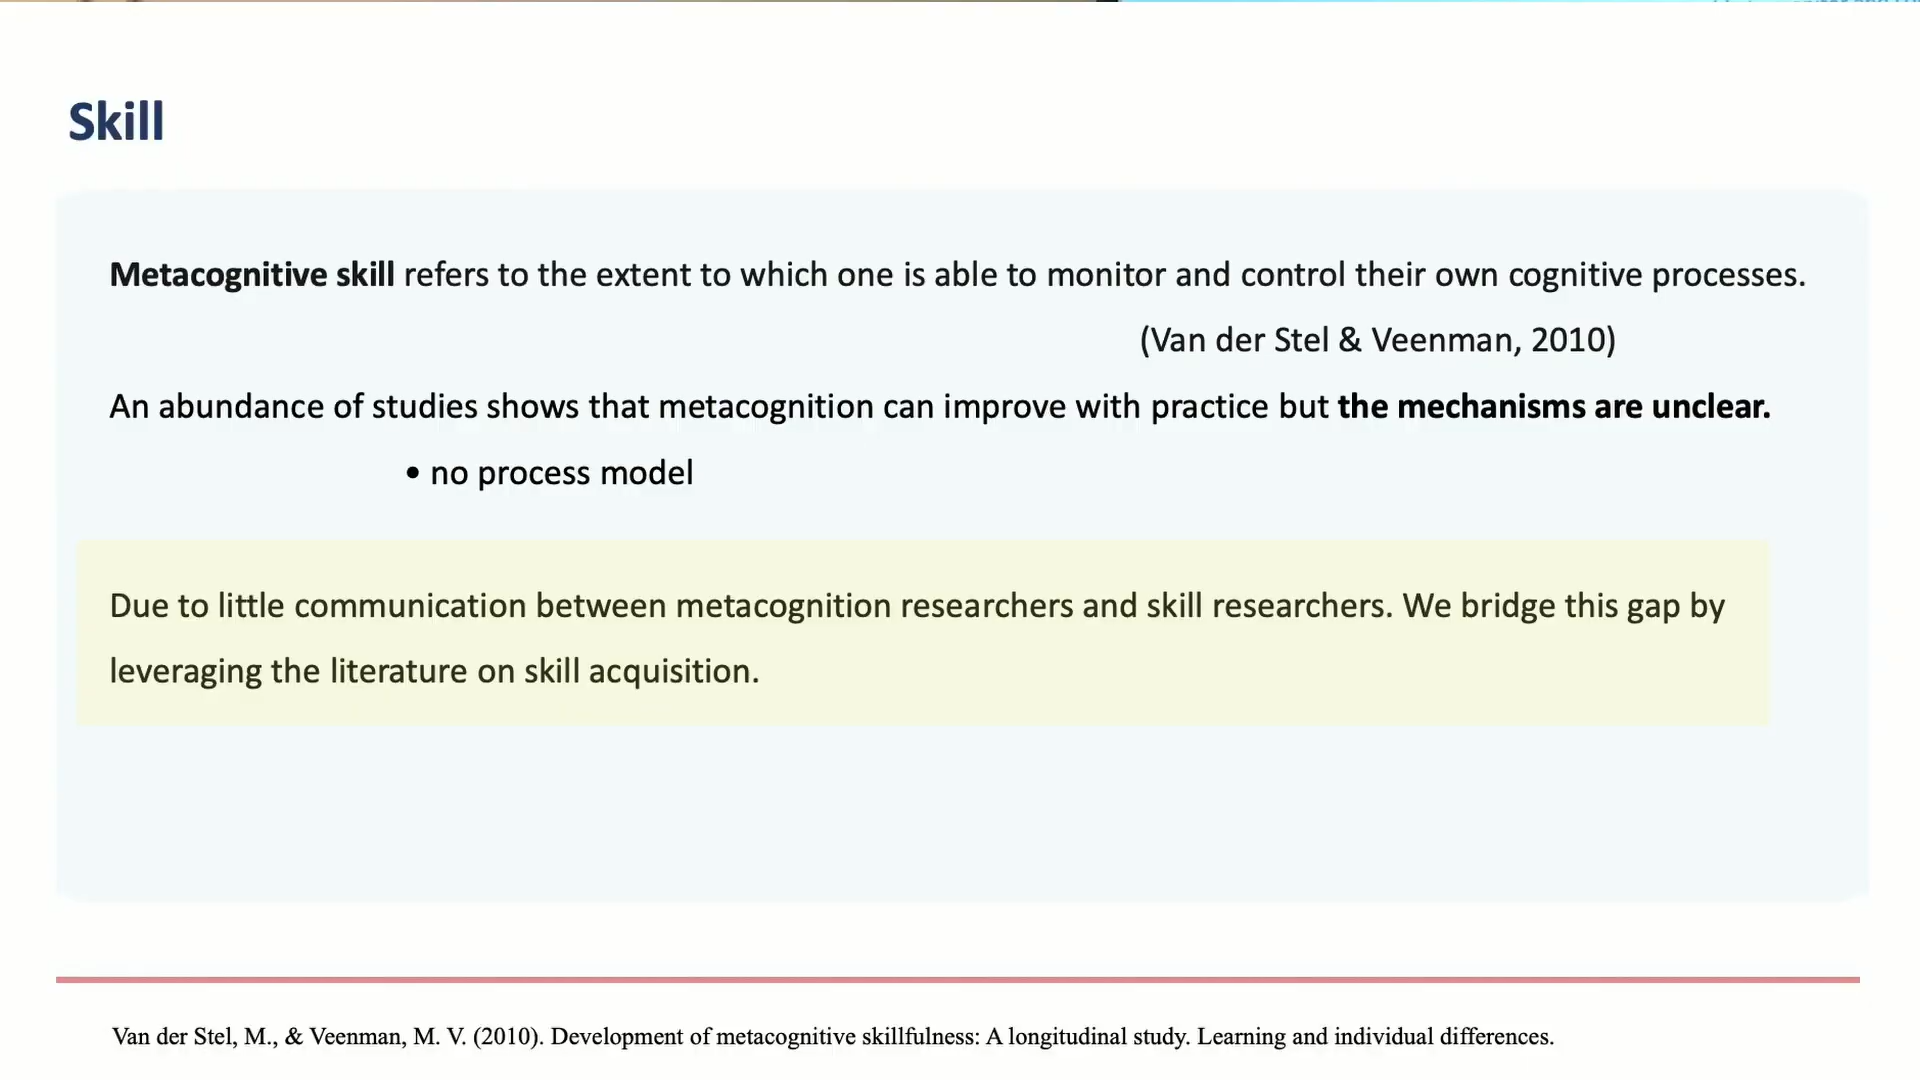 Skill
Metacognitive skill refers to the extent to which one is able to monitor and control their own cognitive processes.
(Van der Stel & Veenman, 2010)
An abundance of studies shows that metacognition can improve with practice but the mechanisms are unclear.
• no process model
Due to little communication between metacognition researchers and skill researchers. We bridge this gap by
leveraging the literature on skill acquisition.
Van der Stel, M., & Veenman, M. V. (2010). Development of metacognitive skillfulness: A longitudinal study. Learning and individual differences.